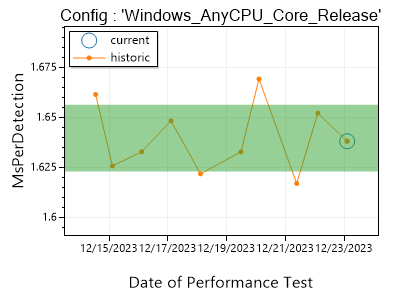 Config : 'Windows_AnyCPU_Core_Release'
current
historic
MsPerDetection
1.675
1.65
1.625
1.6
12/15/2023
12/17/2023
12/19/2023
12/21/2023
12/23/2023
Date of Performance Test